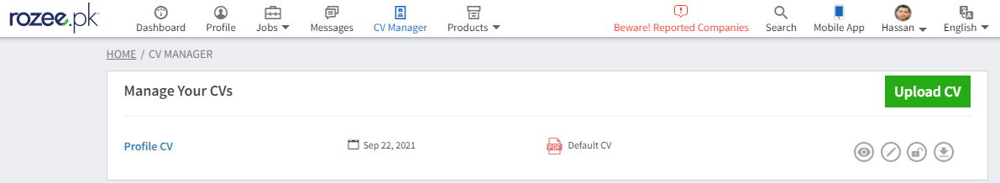 rozee.pk
Dashboard
Profile
Jobs
Messages
CV Manager
Products
Beware! Reported Companies
Search
Mobile App
Hassan
English
HOME / CV MANAGER
Manage Your CVs
Upload CV
Profile CV
Sep 22, 2021
PDF
Default CV